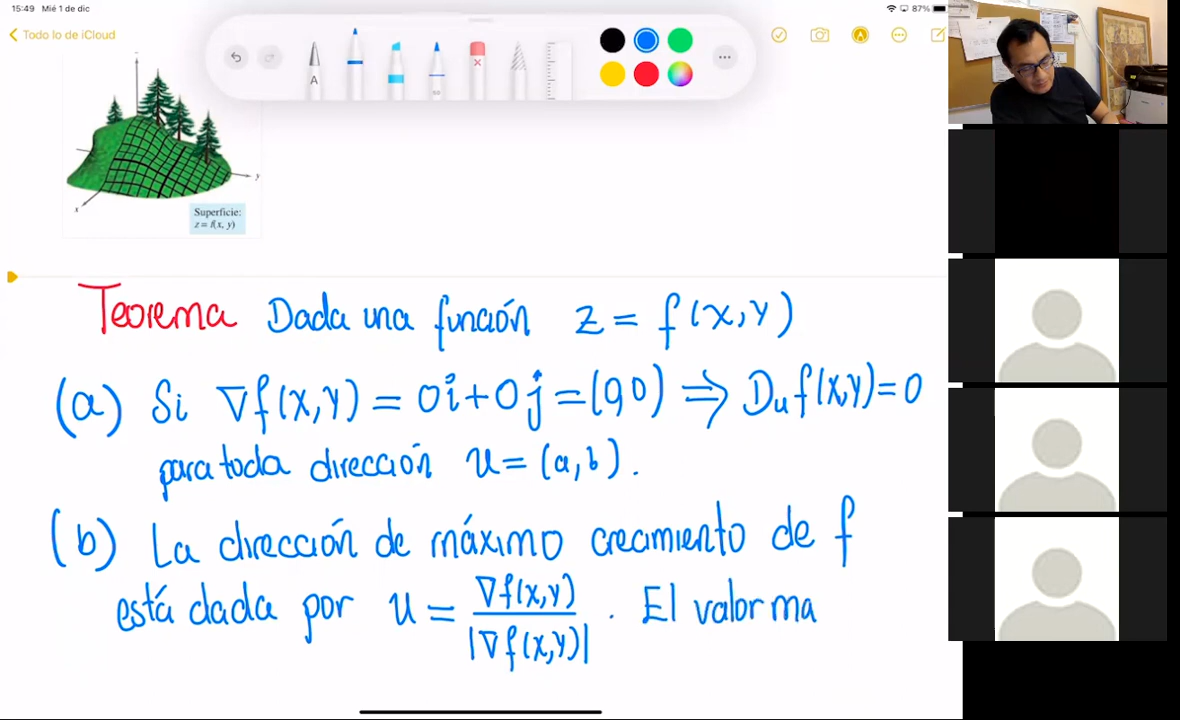 15:49 Mié 1 de dic
87%
Todo lo de iCloud
A
50
y
x
Superficie:
z = f(x, y)
Teorema Dada una función z = f(x,y)
(a) Si ∇f(x,y) = 0i+0j = (0,0) ⇒ Duf(x,y)=0
para toda dirección u = (a,b).
(b) La dirección de máximo crecimiento de f
está dada por u = ∇f(x,y) / |∇f(x,y)| . El valor ma